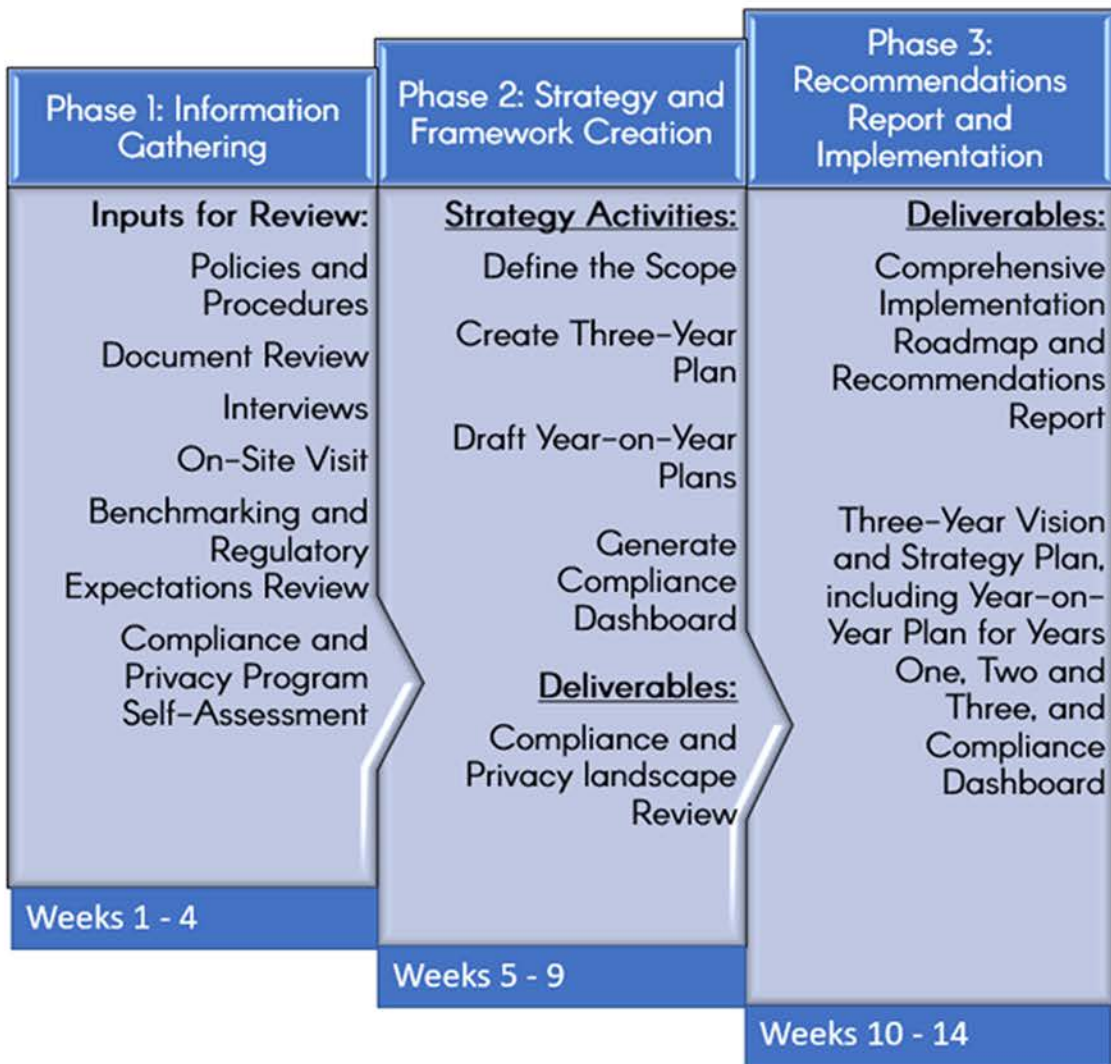 Phase 1: Information
Gathering
Inputs for Review:
Policies and
Procedures
Document Review
Interviews
On-Site Visit
Benchmarking and
Regulatory
Expectations Review
Compliance and
Privacy Program
Self-Assessment
Weeks 1 - 4
Phase 2: Strategy and
Framework Creation
Strategy Activities:
Define the Scope
Create Three-Year
Plan
Draft Year-on-Year
Plans
Generate
Compliance
Dashboard
Deliverables:
Compliance and
Privacy landscape
Review
Weeks 5 - 9
Phase 3:
Recommendations
Report and
Implementation
Deliverables:
Comprehensive
Implementation
Roadmap and
Recommendations
Report
Three-Year Vision
and Strategy Plan,
including Year-on-
Year Plan for Years
One, Two and
Three, and
Compliance
Dashboard
Weeks 10 - 14